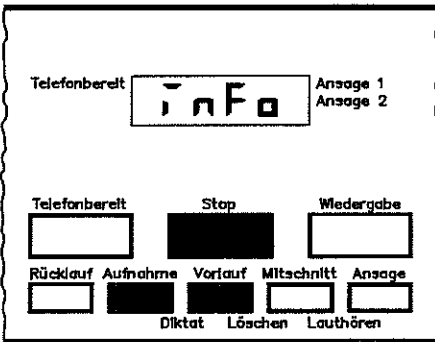 Telefonbereit inFo Ansage 1
Ansage 2
Telefonbereit Stop Wiedergabe
Rücklauf Aufnahme Vorlauf Mitschnitt Ansage
Diktat Löschen Lauthören